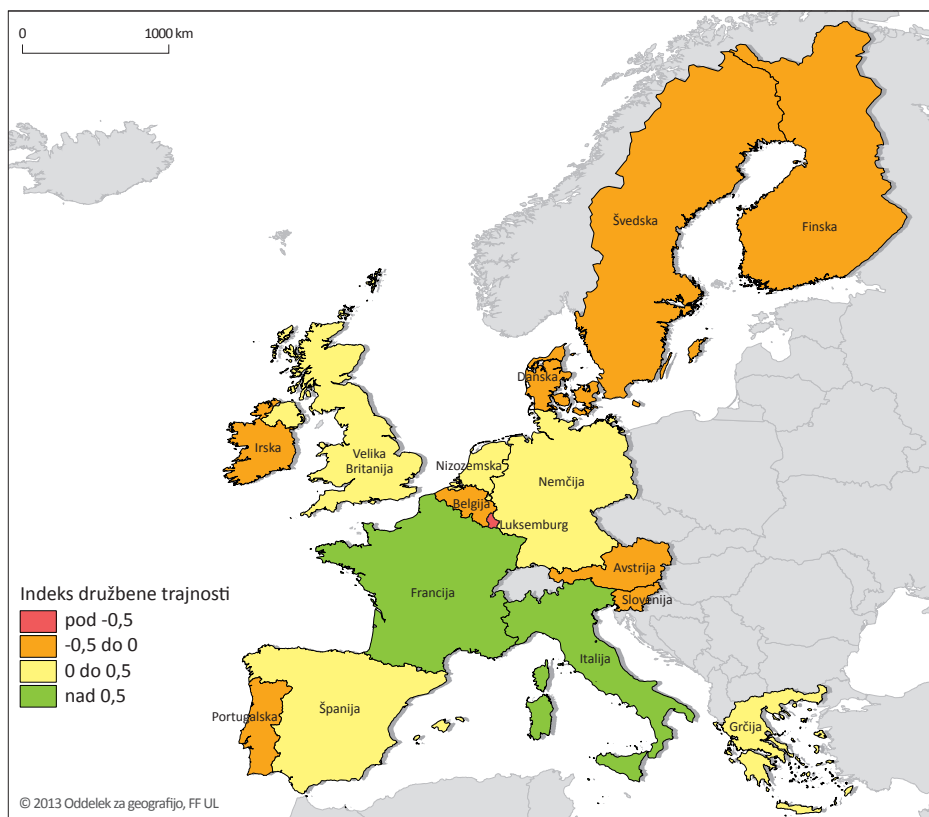 0 1000 km
Švedska
Finska
Danska
Irska
Velika
Britanija
Nizozemska
Nemčija
Belgija
Luksemburg
Avstrija
Slovenija
Francija
Italija
Španija
Portugalska
Grčija
Indeks družbene trajnosti
pod -0,5
-0,5 do 0
0 do 0,5
nad 0,5
© 2013 Oddelek za geografijo, FF UL